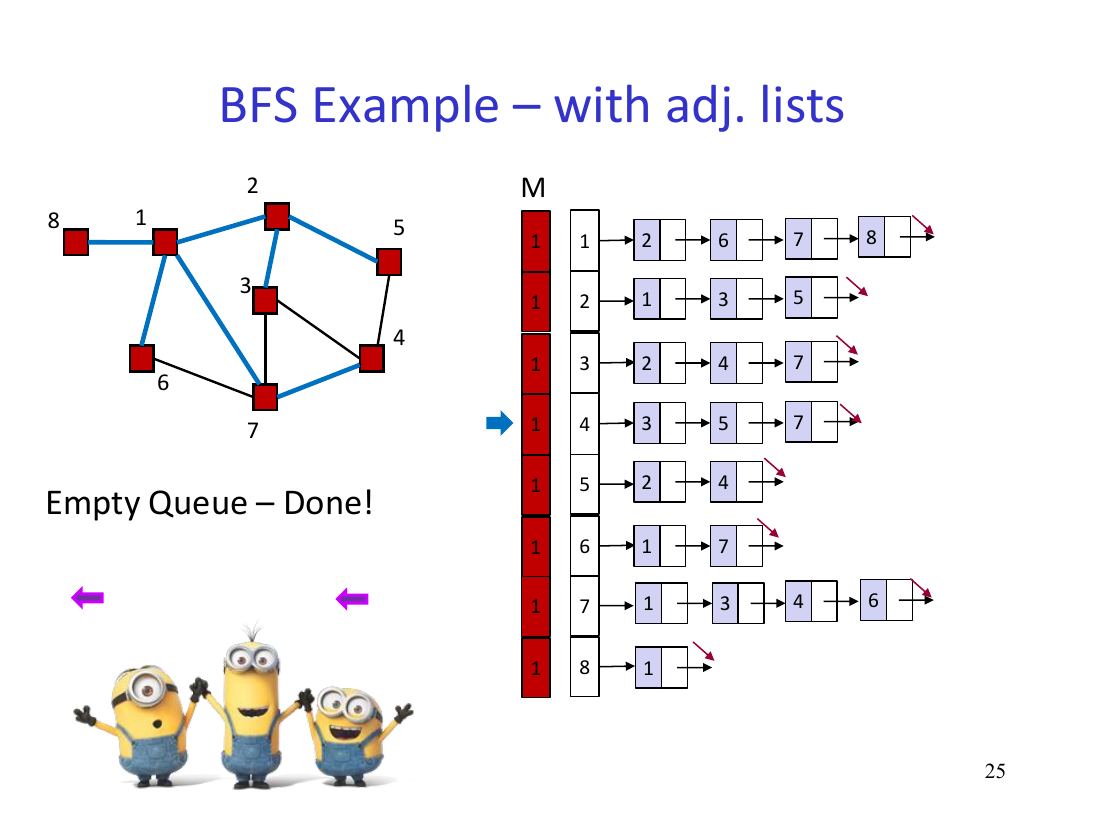 BFS Example – with adj. lists
M
2
8
1
5
3
4
6
7
1 1 2 6 7 8
1 2 1 3 5
1 3 2 4 7
1 4 3 5 7
1 5 2 4
1 6 1 7
1 7 1 3 4 6
1 8 1
Empty Queue – Done!
25